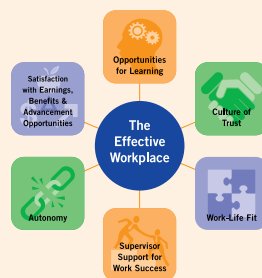 Opportunities
for Learning
Satisfaction
with Earnings,
Benefits &
Advancement
Opportunities
Culture of
Trust
The
Effective
Workplace
Autonomy
Work-Life Fit
Supervisor
Support for
Work Success